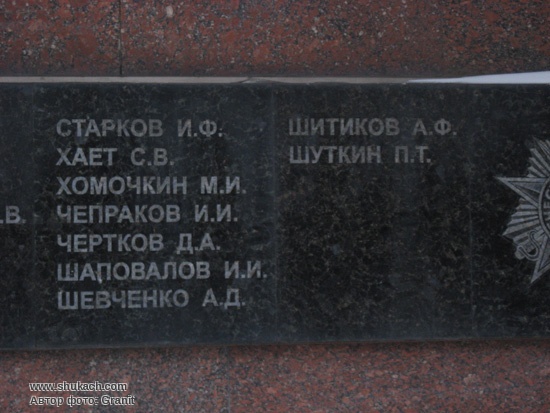 СТАРКОВ И.Ф.
ХАЕТ С.В.
ХОМОЧКИН М.И.
.В. ЧЕПРАКОВ И.И.
ЧЕРТКОВ Д.А.
ШАПОВАЛОВ И.И.
ШЕВЧЕНКО А.Д.
ШИТИКОВ А.Ф.
ШУТКИН П.Т.
www.shukach.com
Автор фото: Granit